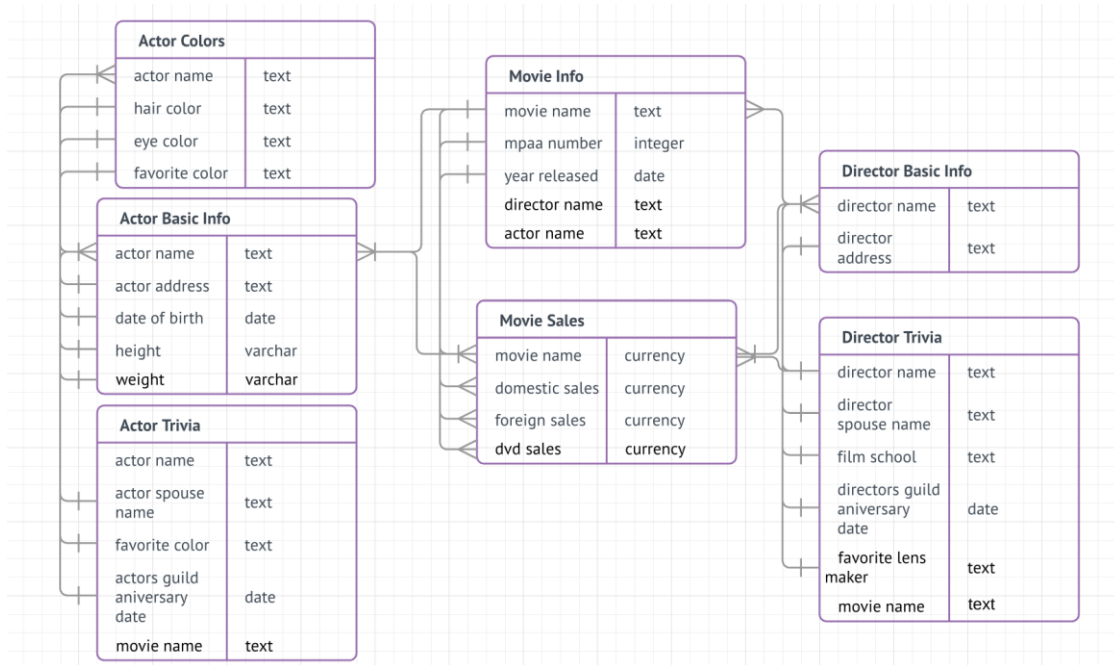 Actor Colors
actor name text
hair color text
eye color text
favorite color text
Actor Basic Info
actor name text
actor address text
date of birth date
height varchar
weight varchar
Actor Trivia
actor name text
actor spouse
name text
favorite color text
actors guild
aniversary date
date
movie name text
Movie Info
movie name text
mpaa number integer
year released date
director name text
actor name text
Movie Sales
movie name currency
domestic sales currency
foreign sales currency
dvd sales currency
Director Basic Info
director name text
director
address text
Director Trivia
director name text
director
spouse name text
film school text
directors guild
aniversary date
date
favorite lens
maker text
movie name text